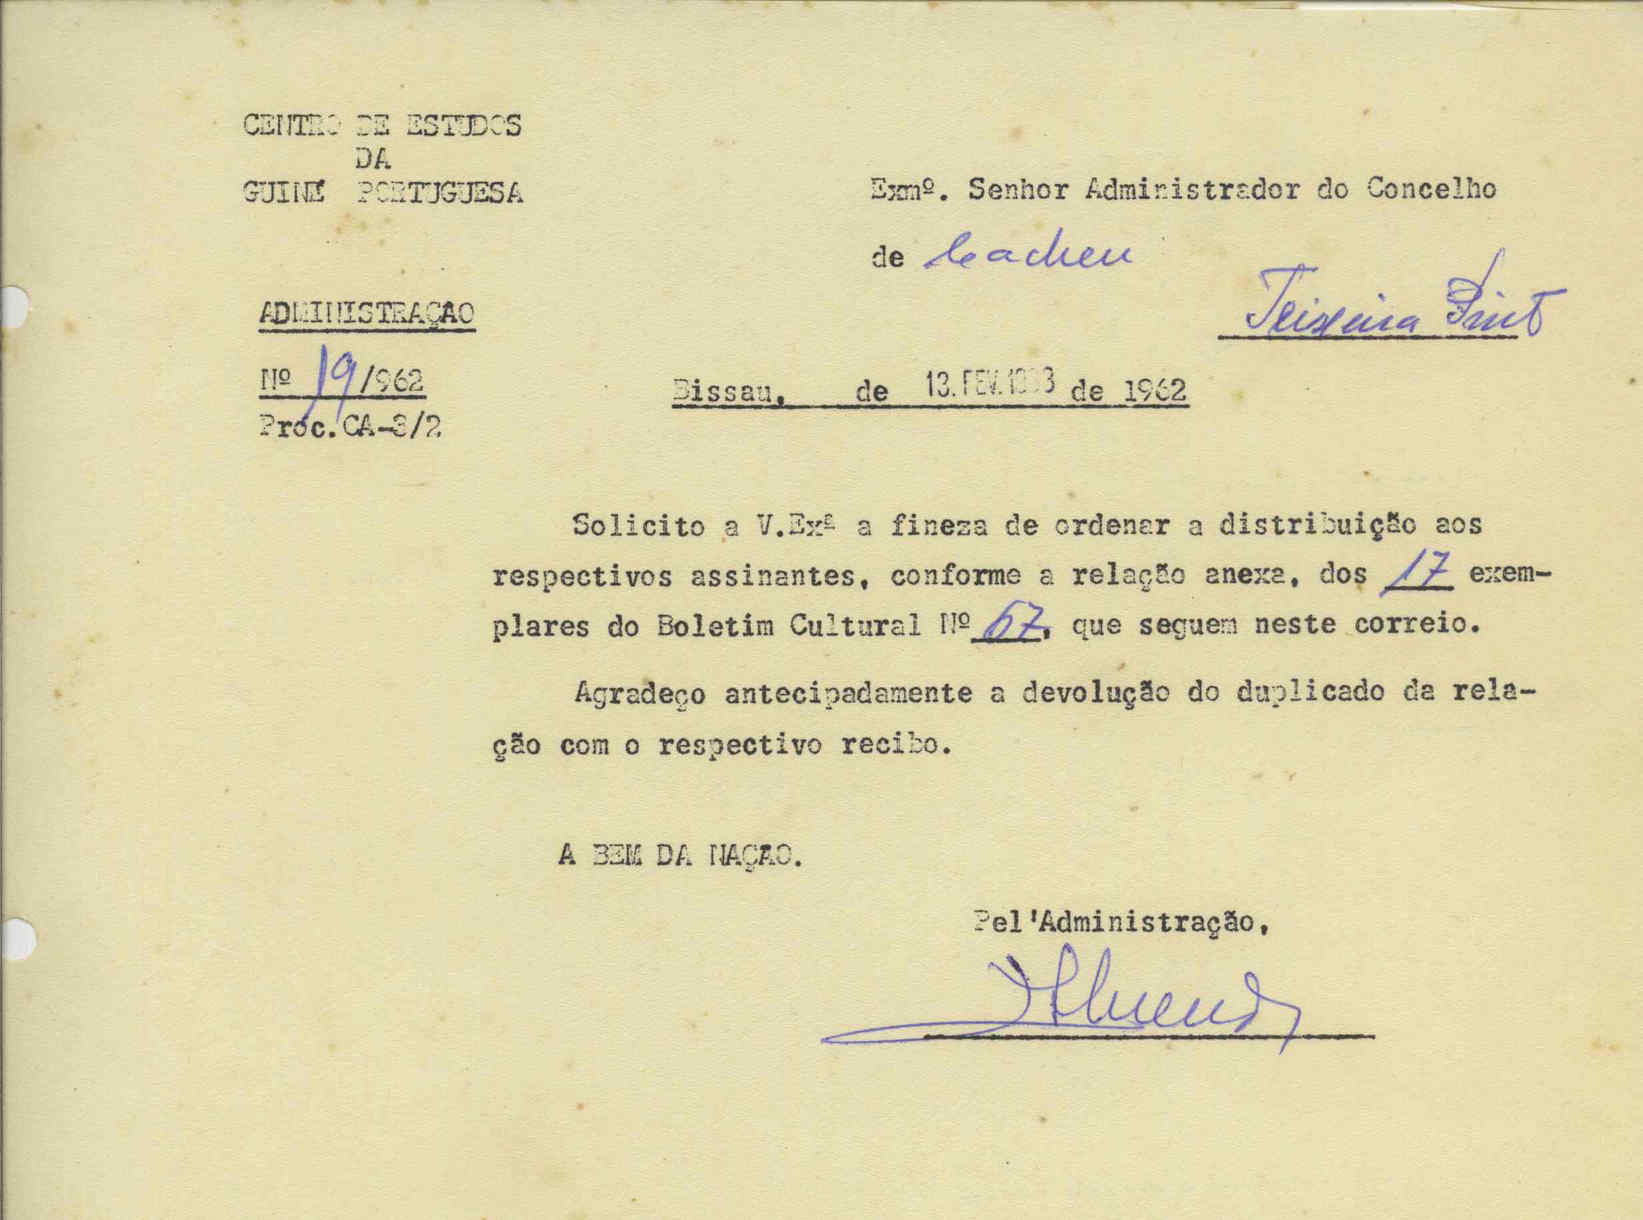 CENTRO DE ESTUDOS
DA
GUINÉ PORTUGUESA
Exmº. Senhor Administrador do Concelho
de Cacheu
Teixeira Pinto
ADMINISTRAÇÃO
Nº 19/962
Proc.CA-3/2
Bissau, de 13.FEV.1963 de 1962
Solicito a V.Exª a fineza de ordenar a distribuição aos
respectivos assinantes, conforme a relação anexa, dos 17 exem-
plares do Boletim Cultural Nº 67, que seguem neste correio.
Agradeço antecipadamente a devolução do duplicado da rela-
ção com o respectivo recibo.
A BEM DA NAÇÃO.
Pel'Administração,